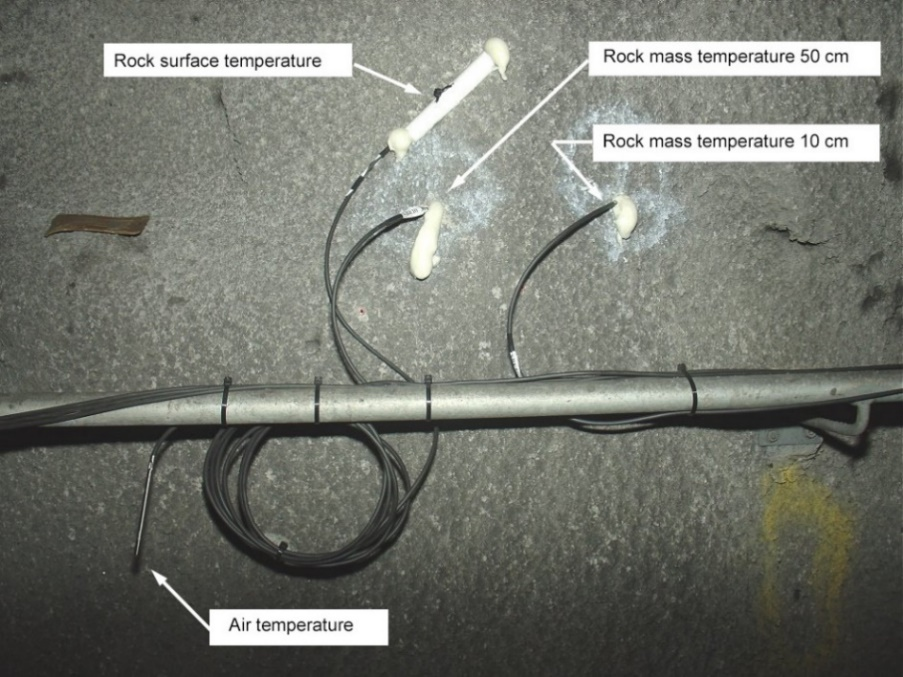 Rock surface temperature
Rock mass temperature 50 cm
Rock mass temperature 10 cm
Air temperature